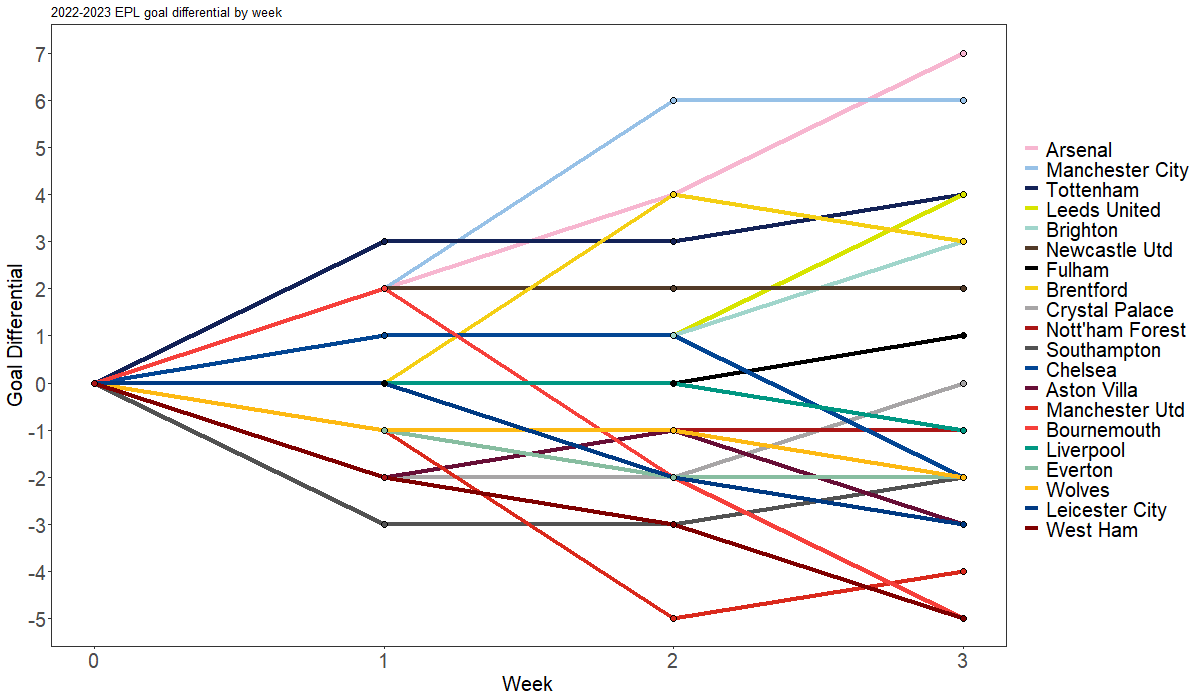 2022-2023 EPL goal differential by week
7
6
5
4
3
2
1
0
-1
-2
-3
-4
-5
Goal Differential
0 1 2 3
Week
Arsenal
Manchester City
Tottenham
Leeds United
Brighton
Newcastle Utd
Fulham
Brentford
Crystal Palace
Nott'ham Forest
Southampton
Chelsea
Aston Villa
Manchester Utd
Bournemouth
Liverpool
Everton
Wolves
Leicester City
West Ham